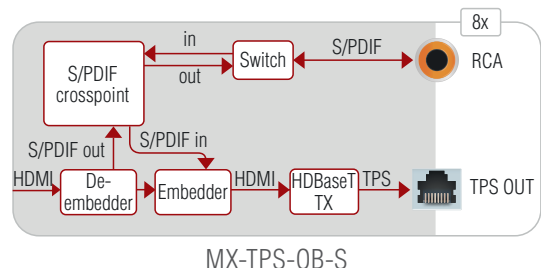 8x
in
S/PDIF
crosspoint
out
Switch
S/PDIF
RCA
S/PDIF out
S/PDIF in
HDMI
De-
embedder
Embedder
HDMI
HDBaseT
TX
TPS
TPS OUT
MX-TPS-OB-S